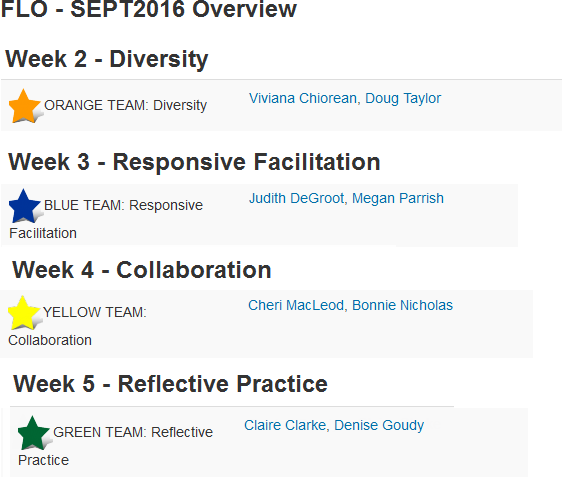 FLO - SEPT2016 Overview
Week 2 - Diversity
ORANGE TEAM: Diversity
Viviana Chiorean, Doug Taylor
Week 3 - Responsive Facilitation
BLUE TEAM: Responsive
Facilitation
Judith DeGroot, Megan Parrish
Week 4 - Collaboration
YELLOW TEAM:
Collaboration
Cheri MacLeod, Bonnie Nicholas
Week 5 - Reflective Practice
GREEN TEAM: Reflective
Practice
Claire Clarke, Denise Goudy